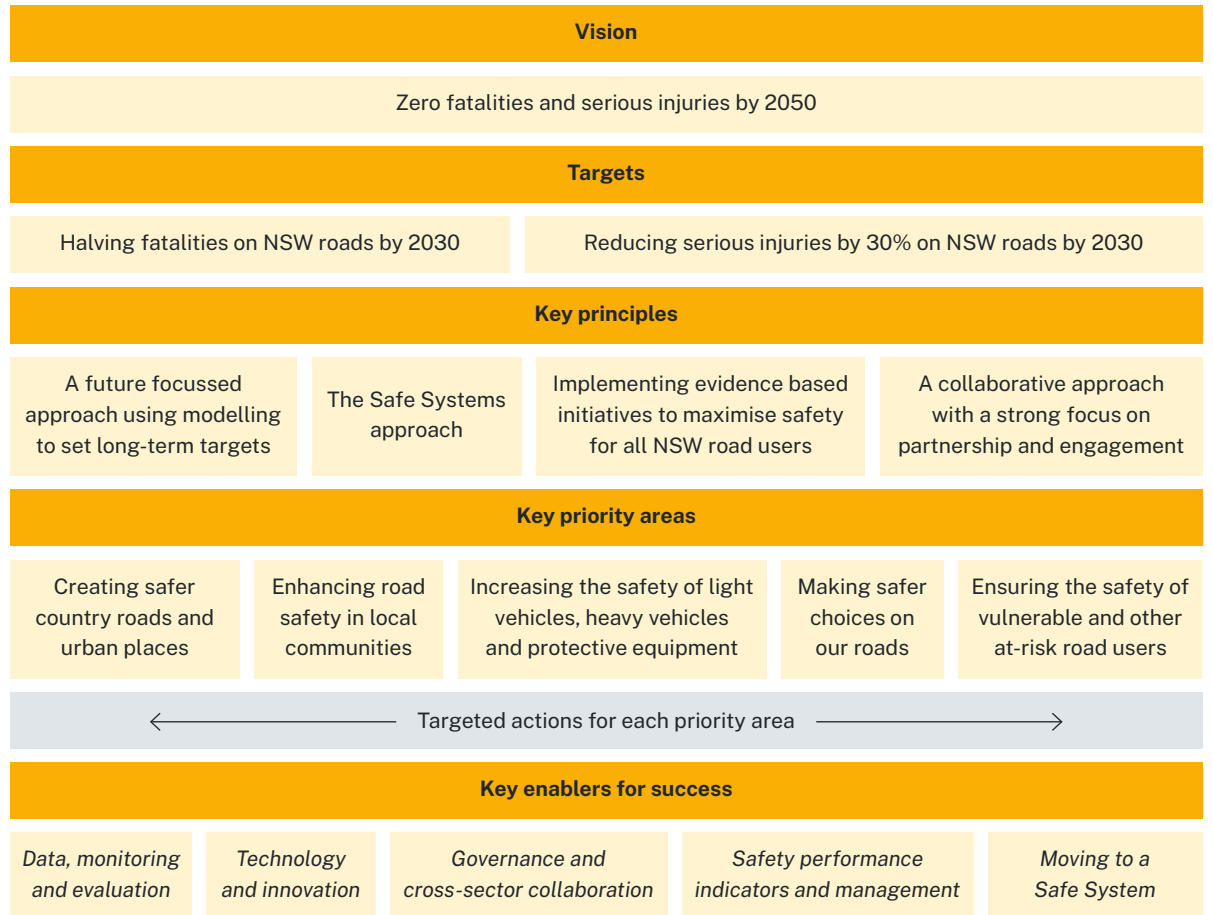 Vision
Zero fatalities and serious injuries by 2050
Targets
Halving fatalities on NSW roads by 2030
Reducing serious injuries by 30% on NSW roads by 2030
Key principles
A future focussed
approach using modelling
to set long-term targets
The Safe Systems
approach
Implementing evidence based
initiatives to maximise safety
for all NSW road users
A collaborative approach
with a strong focus on
partnership and engagement
Key priority areas
Creating safer
country roads and
urban places
Enhancing road
safety in local
communities
Increasing the safety of light
vehicles, heavy vehicles
and protective equipment
Making safer
choices on
our roads
Ensuring the safety of
vulnerable and other
at-risk road users
Targeted actions for each priority area
Key enablers for success
Data, monitoring
and evaluation
Technology
and innovation
Governance and
cross-sector collaboration
Safety performance
indicators and management
Moving to a
Safe System